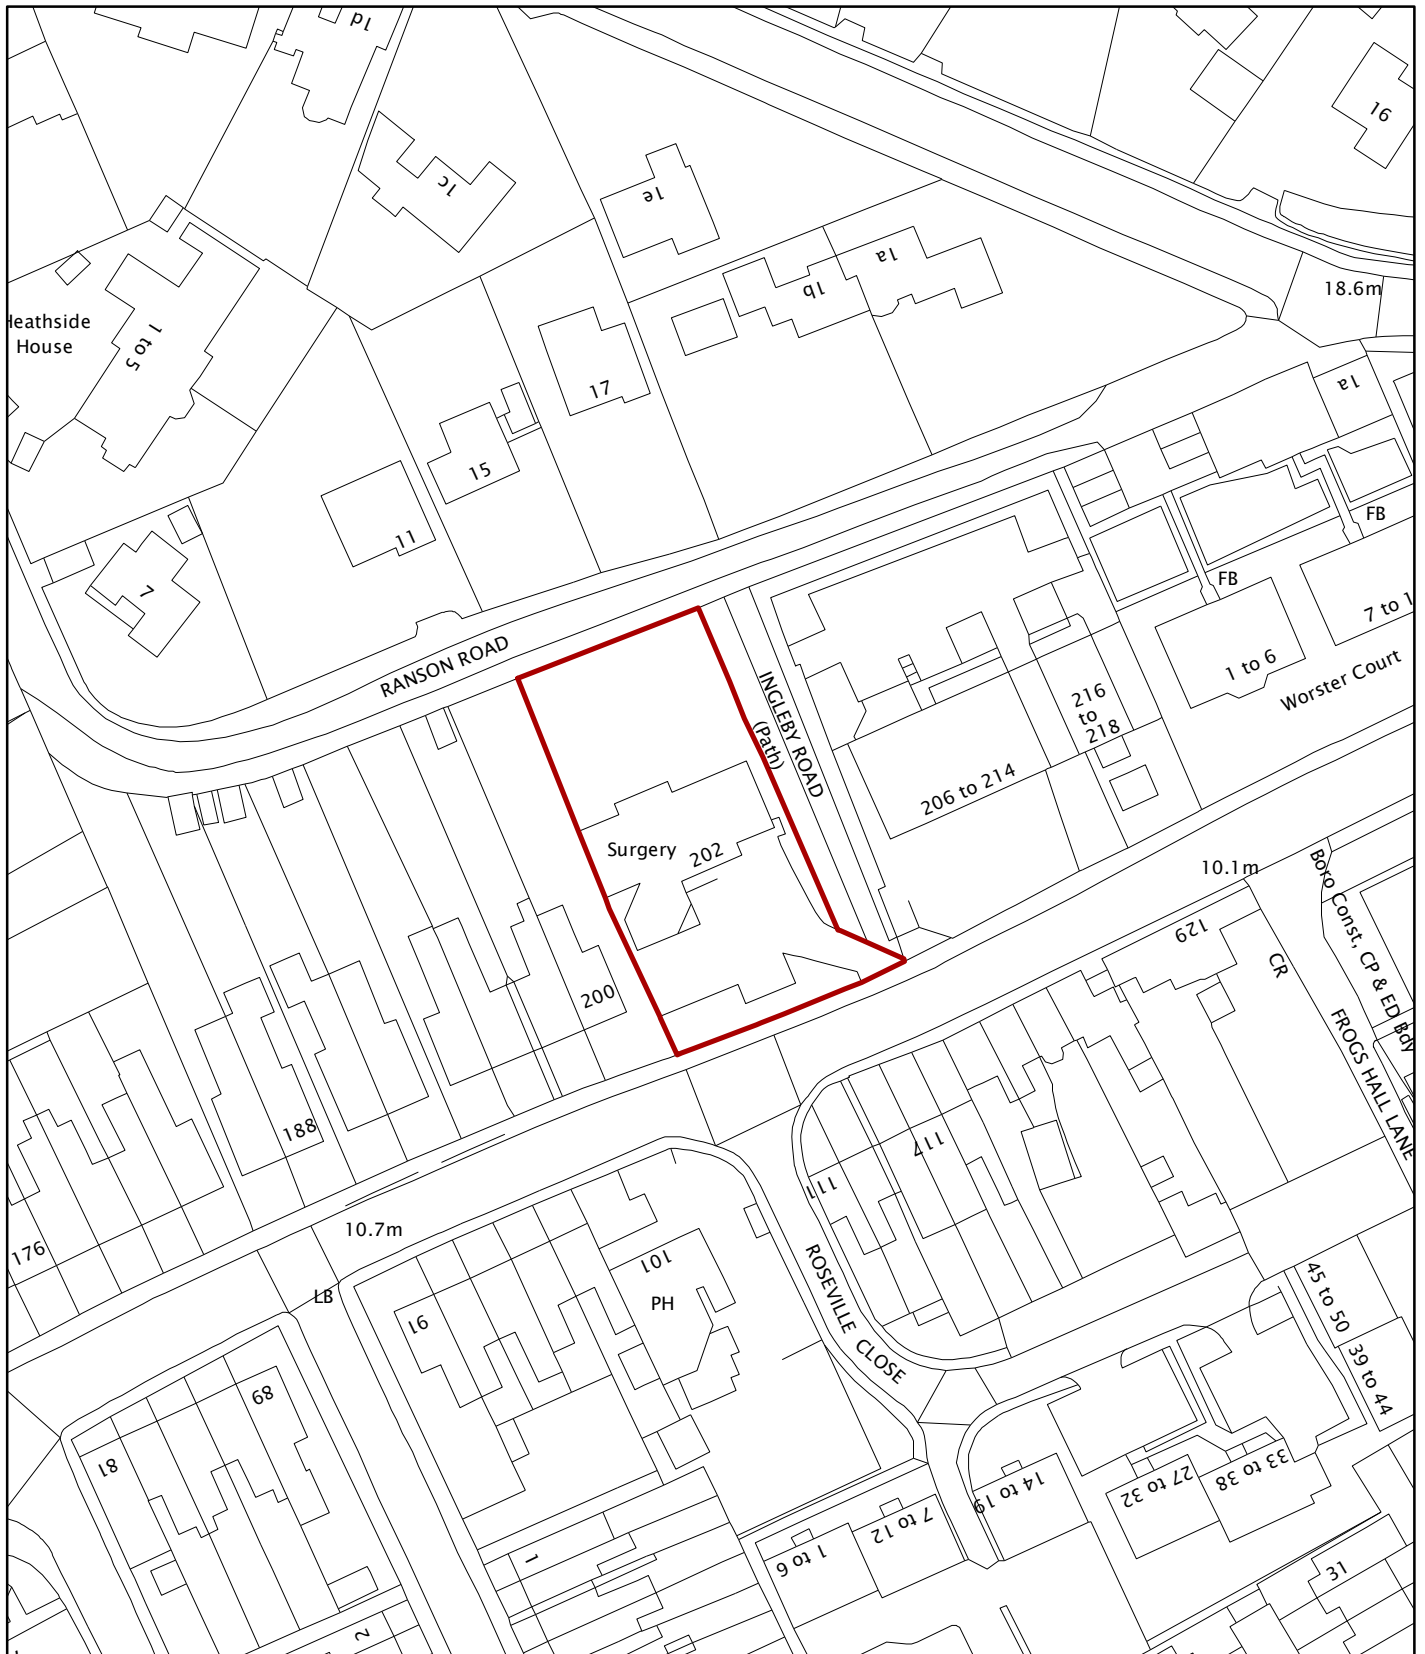 1d
16
1c
1e
1a
1b
18.6m
Heathside
House
1 to 5
17
1a
15
11
FB
FB
7
7 to 1
1 to 6
Worster Court
RANSON ROAD
INGLEBY ROAD
(Path)
216
to
218
206 to 214
Surgery
202
10.1m
Boro Const, CP & ED Bdy
129
CR
FROGS HALL LANE
200
188
117
111
176
10.7m
101
PH
ROSEVILLE CLOSE
LB
91
45 to 50
39 to 44
89
81
33 to 38
27 to 32
14 to 19
7 to 12
1 to 6
1
31
2